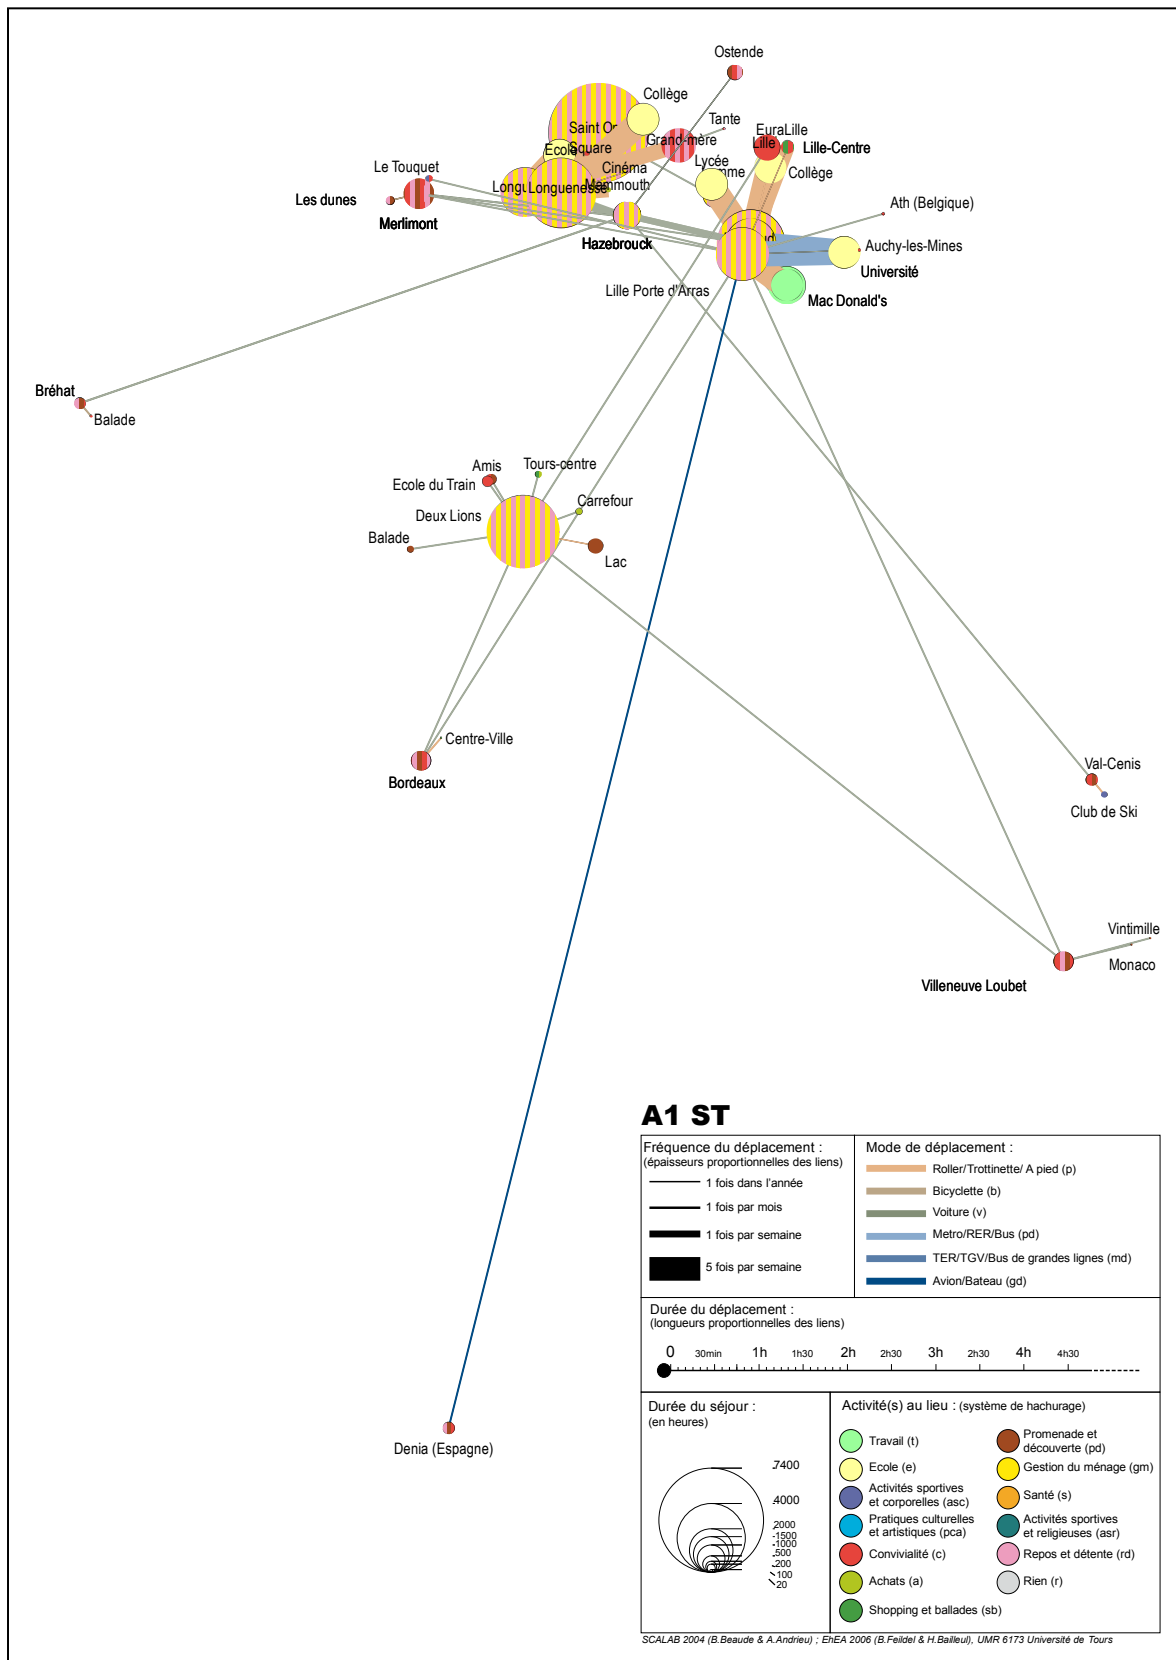 Ostende
Collège
Tante
Saint O
EuraLille
Lille
Lille-Centre
Square
Grand-mère
Ecole
Cinéma
Lycée
Collège
Le Touquet
Mammouth
Longuenesse
Les dunes
Merlimont
Ath (Belgique)
Hazebrouck
Auchy-les-Mines
Université
Lille Porte d'Arras
Mac Donald's
Bréhat
Balade
Amis
Tours-centre
Ecole du Train
Carrefour
Deux Lions
Balade
Lac
Centre-Ville
Bordeaux
Val-Cenis
Club de Ski
Vintimille
Monaco
Villeneuve Loubet
Denia (Espagne)
A1 ST
Fréquence du déplacement :
(épaisseurs proportionnelles des liens)
1 fois dans l'année
1 fois par mois
1 fois par semaine
5 fois par semaine
Mode de déplacement :
Roller/Trottinette/ A pied (p)
Bicyclette (b)
Voiture (v)
Metro/RER/Bus (pd)
TER/TGV/Bus de grandes lignes (md)
Avion/Bateau (gd)
Durée du déplacement :
(longueurs proportionnelles des liens)
0 30min 1h 1h30 2h 2h30 3h 2h30 4h 4h30
Durée du séjour :
(en heures)
7400
4000
2000
1500
1000
500
200
100
20
Activité(s) au lieu : (système de hachurage)
Travail (t)
Ecole (e)
Activités sportives
et corporelles (asc)
Pratiques culturelles
et artistiques (pca)
Convivialité (c)
Achats (a)
Shopping et ballades (sb)
Promenade et
découverte (pd)
Gestion du ménage (gm)
Santé (s)
Activités sportives
et religieuses (asr)
Repos et détente (rd)
Rien (r)
SCALAB 2004 (B.Beaude & A.Andrieu) ; EhEA 2006 (B.Feildel & H.Bailleul), UMR 6173 Université de Tours